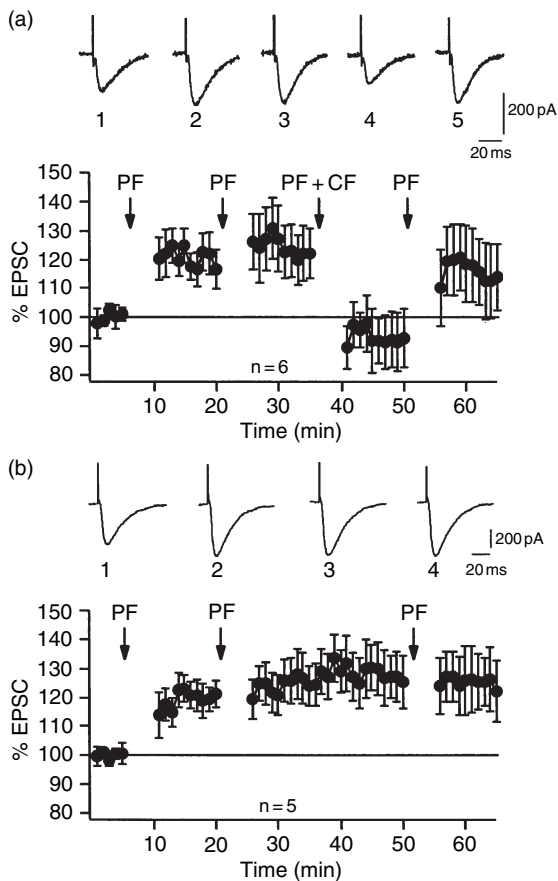 (a)
1 2 3 4 5
200 pA
20 ms
PF PF PF + CF PF
150
140
130
120
110
100
90
80
% EPSC
n = 6
10 20 30 40 50 60
Time (min)
(b)
1 2 3 4
200 pA
20 ms
PF PF PF
150
140
130
120
110
100
90
80
% EPSC
n = 5
10 20 30 40 50 60
Time (min)